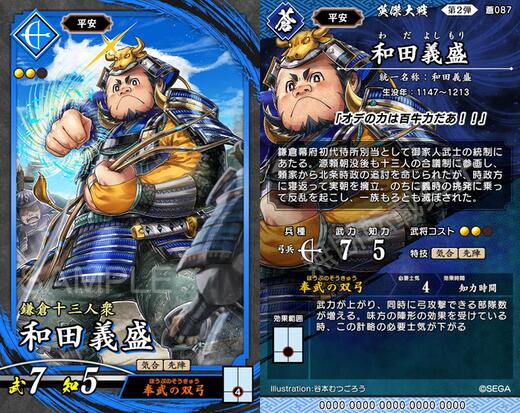 平安
SAMPLE
鎌倉十三人衆
和田義盛
気合 先陣
武7 知5
ほうぶのそうきゅう
奉武の双弓
4
蒼
平安
英傑大戦
第2弾
蒼087
わだよしもり
和田義盛
統一名称:和田義盛
生没年:1147~1213
「オデの力は百牛力だあ!!」
鎌倉幕府初代侍所別当として御家人武士の統制に
あたる。源頼朝没後も十三人の合議制に参画し、
頼家から北条時政の追討を命じられたが、時政方
に寝返って実朝を擁立。のちに義時の挑発に乗っ
て反乱を起こし、一族もろとも滅ぼされた。
兵種 武力 知力 武将コスト
弓兵 7 5 特技 気合 先陣
ほうぶのそうきゅう 必要士気 効果時間
奉武の双弓 4 知力時間
効果範囲
武力が上がり、同時に弓攻撃できる部隊数
が増える。味方の陣形の効果を受けている
時、この計略の必要士気が下がる
Illustration:谷本むつごろう
©SEGA
0000 0000 0000 0000 0000